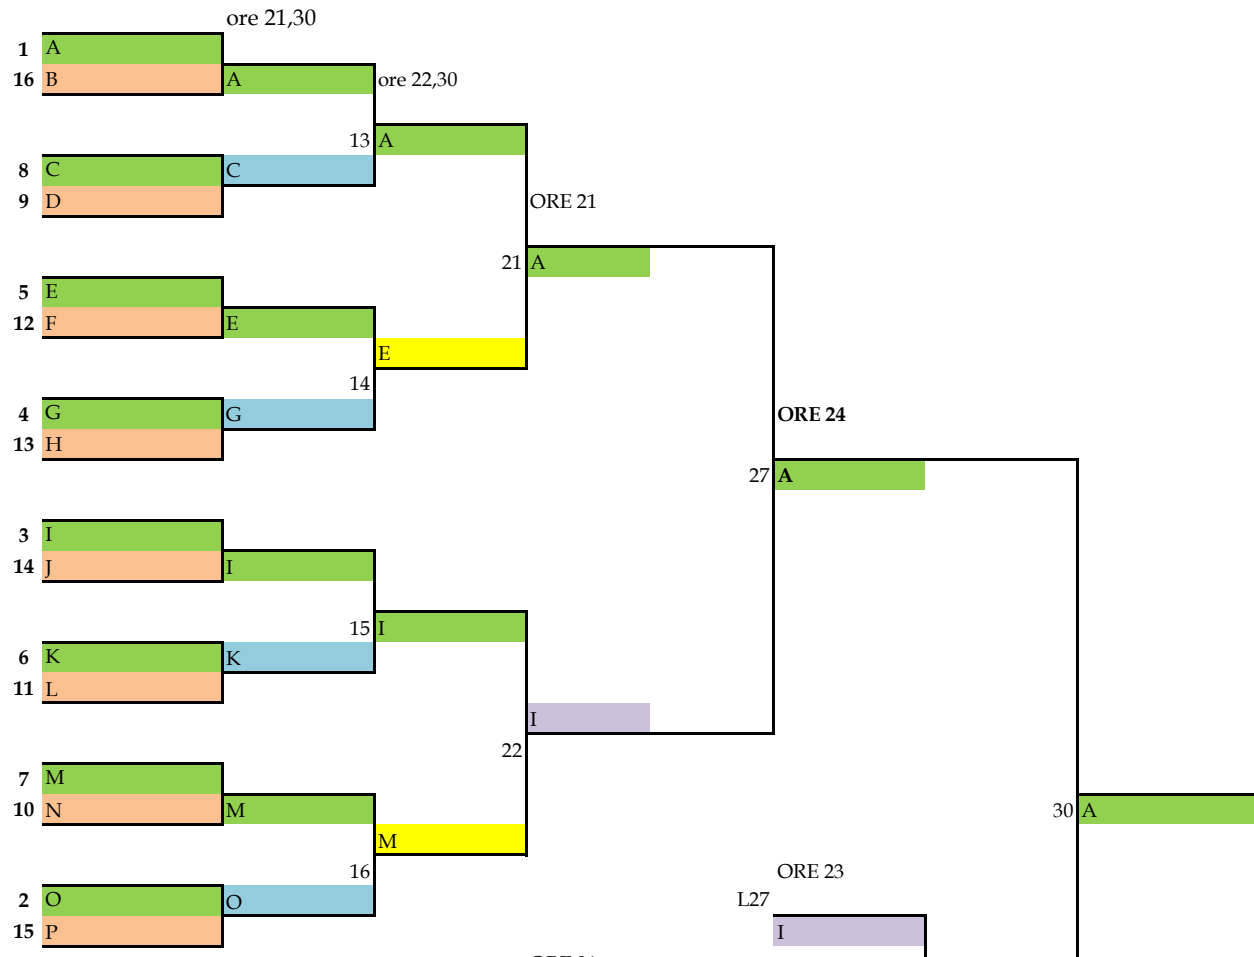 ore 21,30
1 A
16 B
A
ore 22,30
13 A
8 C
C
9 D
ORE 21
21 A
5 E
12 F
E
E
14
4 G
G
13 H
ORE 24
27 A
3 I
14 J
I
15 I
6 K
K
11 L
I
22
7 M
10 N
M
30 A
M
16
ORE 23
2 O
O
L27
15 P
I